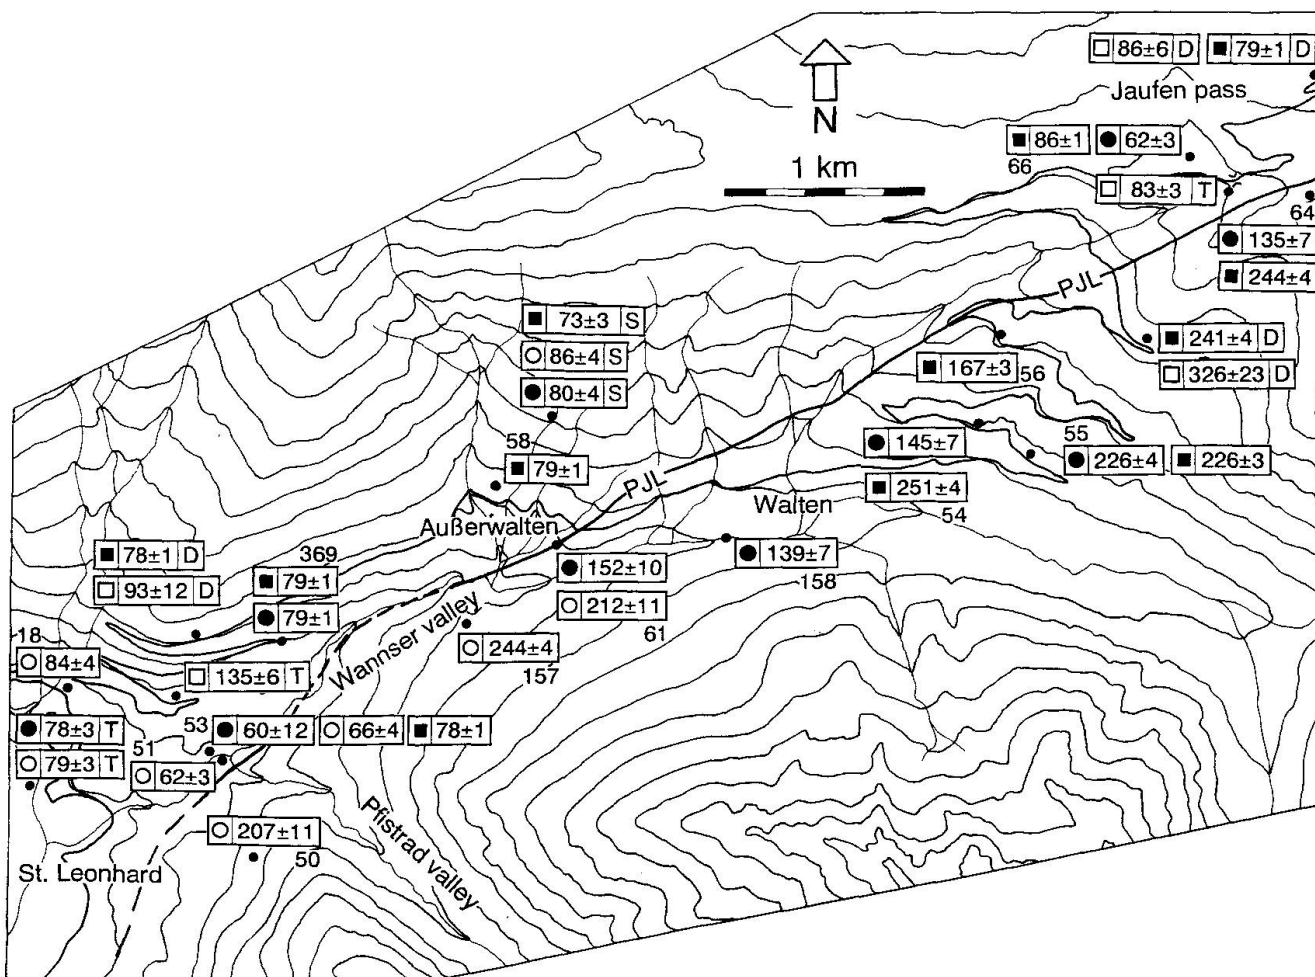 86±6 D
79±1 D
Jaufen pass
N
1 km
86±1
62±3
66
83±3 T
64
135±7
244±4
PJL
73±3 S
86±4 S
80±4 S
241±4 D
326±23 D
167±3
56
58
79±1
145±7
55
226±4
226±3
PJL
251±4
54
Walten
Außerwalten
78±1 D
93±12 D
369
79±1
79±1
152±10
212±11
61
139±7
158
Wannser valley
244±4
157
18
84±4
135±6 T
78±3 T
79±3 T
53
60±12
66±4
78±1
51
62±3
207±11
50
Pfistrad valley
St. Leonhard